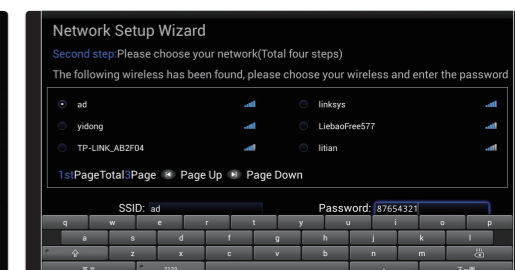 Network Setup Wizard
Second step:Please choose your network(Total four steps)
The following wireless has been found, please choose your wireless and enter the password
ad linksys
yidong LiebaoFree577
TP-LINK_AB2F04 litian
1stPageTotal3Page Page Up Page Down
SSID: ad Password: 87654321
q w e r t y u i o p
a s d f g h j k l
z x c v b n m DEL
?123